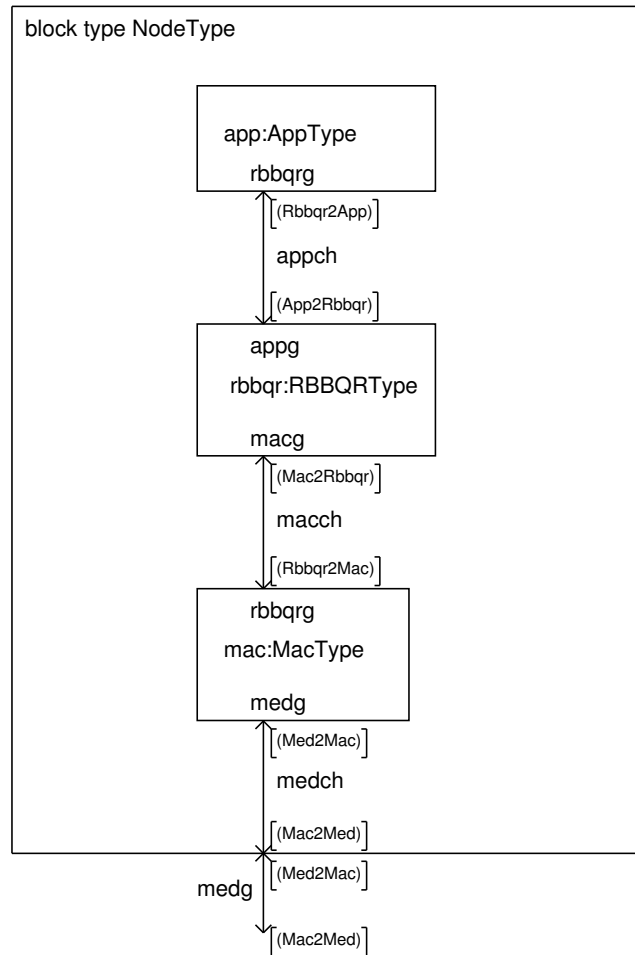 block type NodeType
app:AppType
rbbqrg
[(Rbbqr2App)]
appch
[(App2Rbbqr)]
appg
rbbqr:RBBQRType
macg
[(Mac2Rbbqr)]
macch
[(Rbbqr2Mac)]
rbbqrg
mac:MacType
medg
[(Med2Mac)]
medch
[(Mac2Med)]
[(Med2Mac)]
medg
[(Mac2Med)]